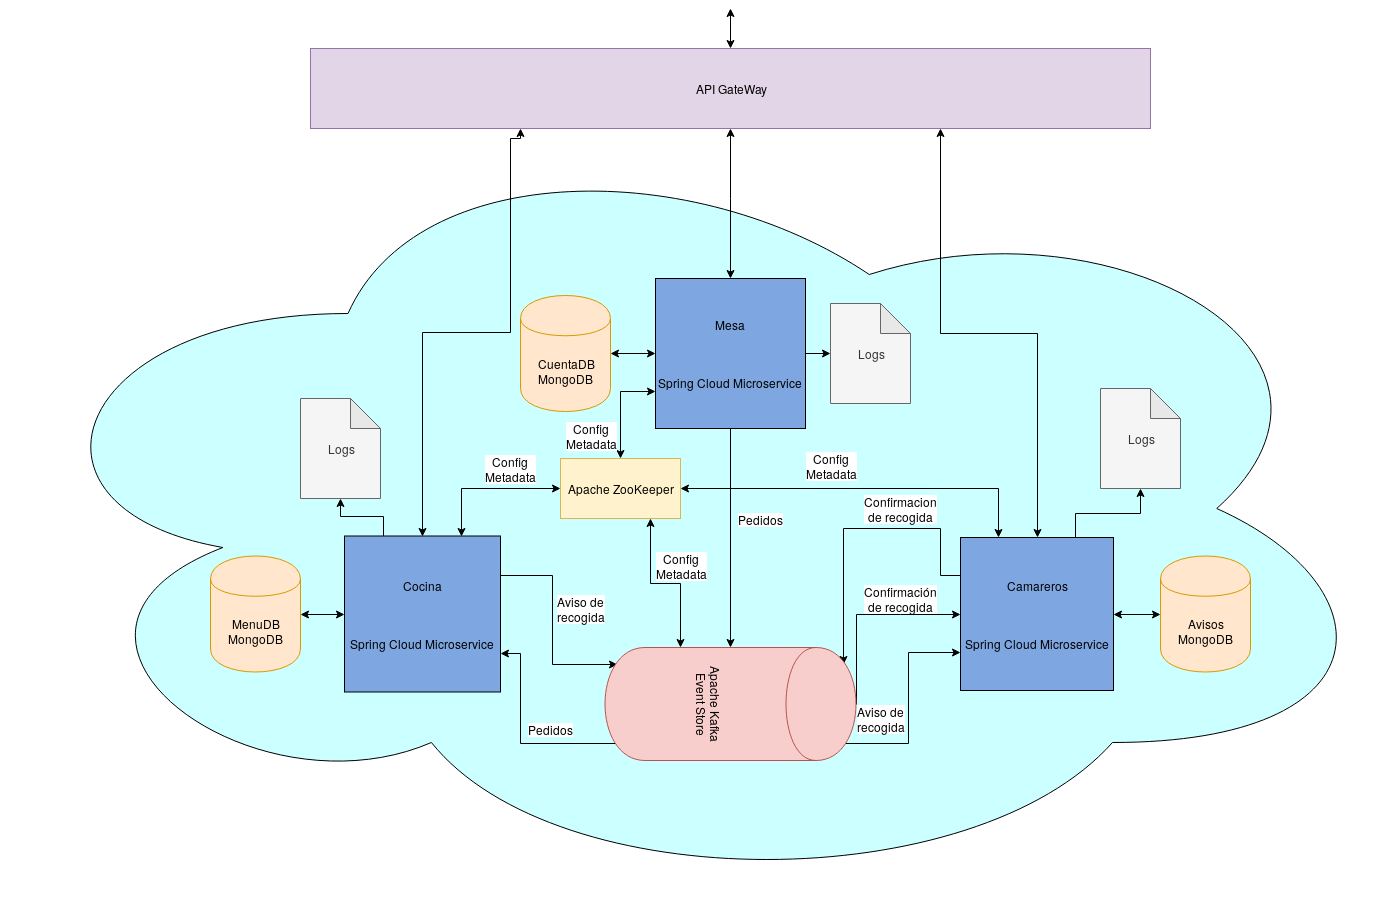 API GateWay
Mesa
Spring Cloud Microservice
CuentaDB
MongoDB
Logs
Config
Metadata
Logs
Logs
Config
Metadata
Apache ZooKeeper
Config
Metadata
Confirmacion
de recogida
Pedidos
Config
Metadata
Cocina
Spring Cloud Microservice
MenuDB
MongoDB
Aviso de
recogida
Confirmación
de recogida
Camareros
Spring Cloud Microservice
Avisos
MongoDB
Apache Kafka
Event Store
Pedidos
Aviso de
recogida